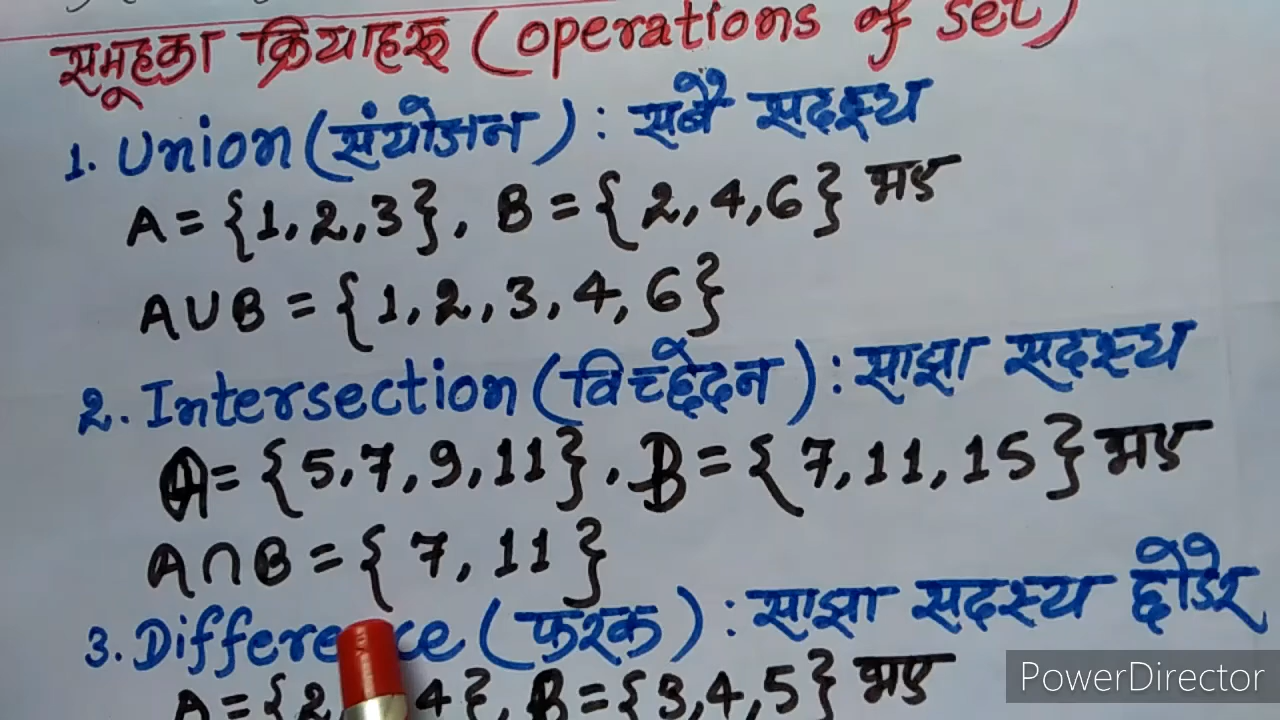 समूहका क्रियाहरू (operations of set)
1. Union (संयोजन) : सबै सदस्य
A = {1, 2, 3}, B = {2, 4, 6} भए
A∪B = {1, 2, 3, 4, 6}
2. Intersection (विच्छेदन) : साझा सदस्य
A = {5, 7, 9, 11}, B = {7, 11, 15} भए
A∩B = {7, 11}
3. Difference (फरक) : साझा सदस्य छोडेर
A = {2, 4}, B = {3, 4, 5} भए
PowerDirector